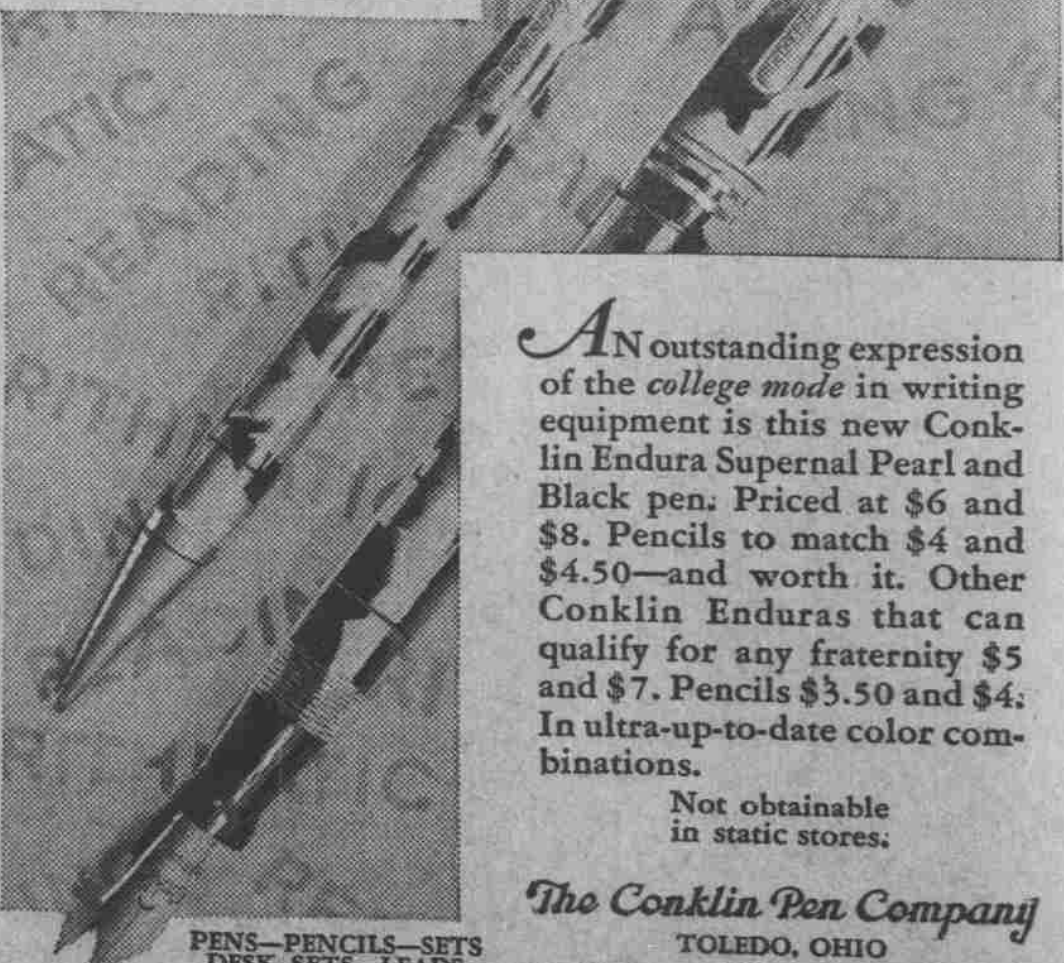 ATIC
READING
AN outstanding expression
of the college mode in writing
equipment is this new Conk-
lin Endura Supernal Pearl and
Black pen. Priced at $6 and
$8. Pencils to match $4 and
$4.50—and worth it. Other
Conklin Enduras that can
qualify for any fraternity $5
and $7. Pencils $3.50 and $4.
In ultra-up-to-date color com-
binations.
Not obtainable
in static stores.
The Conklin Pen Company
TOLEDO, OHIO
PENS—PENCILS—SETS
DESK SETS—LEADS